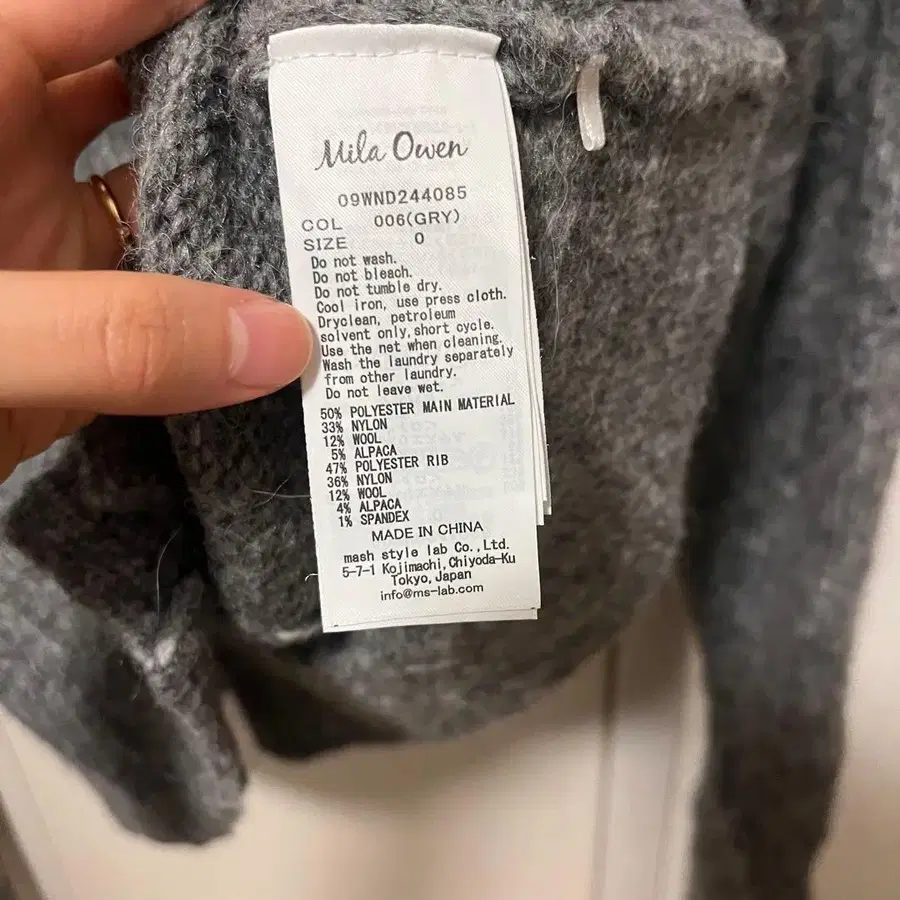 Mila Owen
09WND244085
COL 006(GRY)
SIZE 0
Do not wash.
Do not bleach.
Do not tumble dry.
Cool iron, use press cloth.
Dryclean, petroleum
solvent only, short cycle.
Use the net when cleaning.
Wash the laundry separately
from other laundry.
Do not leave wet.
50% POLYESTER MAIN MATERIAL
33% NYLON
12% WOOL
5% ALPACA
47% POLYESTER RIB
36% NYLON
12% WOOL
4% ALPACA
1% SPANDEX
MADE IN CHINA
mash style lab Co., Ltd.
5-7-1 Kojimachi, Chiyoda-Ku
Tokyo, Japan
info@ms-lab.com